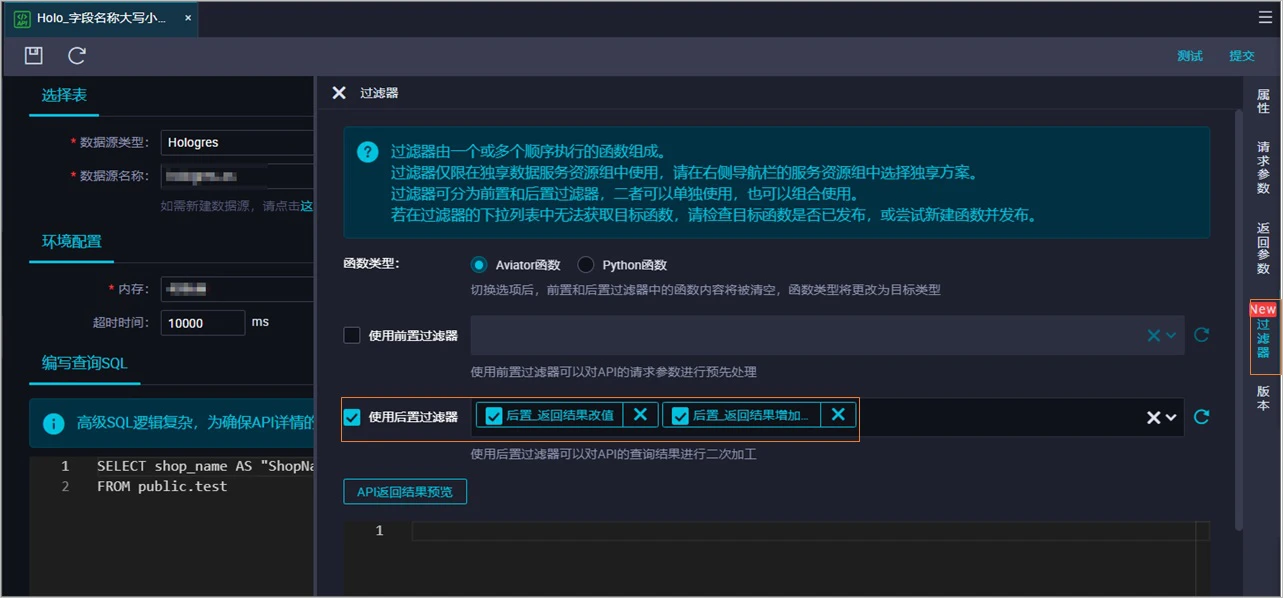 Holo_字段名称大写小...
测试
提交
选择表
* 数据源类型：
Hologres
* 数据源名称：
如需新建数据源，请点击这
环境配置
* 内存：
超时时间：
10000
ms
编写查询SQL
高级SQL逻辑复杂，为确保API详情的
1 SELECT shop_name AS "ShopNa
2 FROM public.test
过滤器
过滤器由一个或多个顺序执行的函数组成。
过滤器仅限在独享数据服务资源组中使用，请在右侧导航栏的服务资源组中选择独享方案。
过滤器可分为前置和后置过滤器，二者可以单独使用，也可以组合使用。
若在过滤器的下拉列表中无法获取目标函数，请检查目标函数是否已发布，或尝试新建函数并发布。
函数类型：
Aviator函数
Python函数
切换选项后，前置和后置过滤器中的函数内容将被清空，函数类型将更改为目标类型
使用前置过滤器
使用前置过滤器可以对API的请求参数进行预先处理
使用后置过滤器
后置_返回结果改值
后置_返回结果增加...
使用后置过滤器可以对API的查询结果进行二次加工
API返回结果预览
1
属性
请求参数
返回参数
New
过滤器
版本